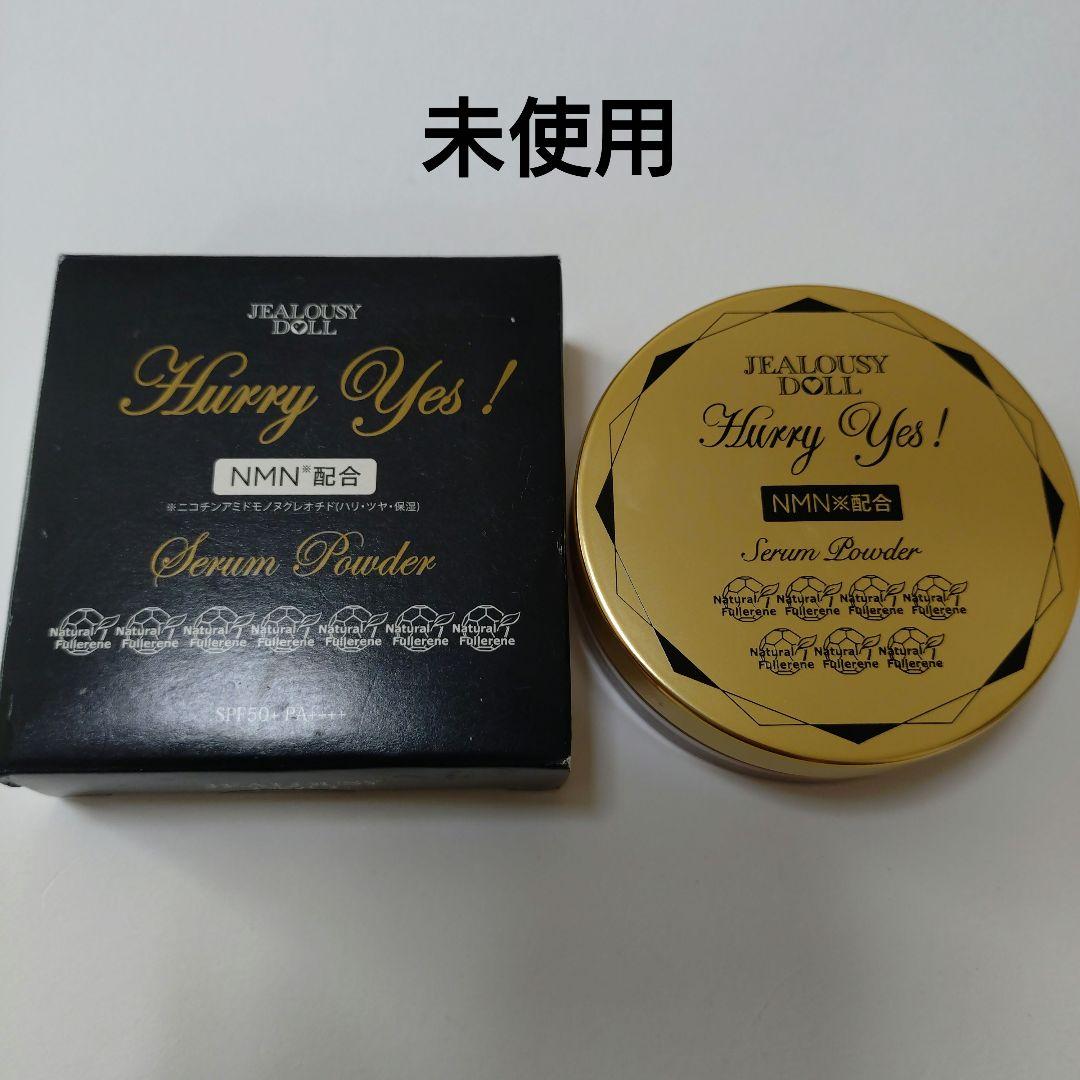 未使用
JEALOUSY
DOLL
Hurry Yes!
NMN※配合
※ニコチンアミドモノヌクレオチド(ハリ・ツヤ・保湿)
Serum Powder
Natural Natural Natural Natural Natural Natural Natural
Fullerene Fullerene Fullerene Fullerene Fullerene Fullerene Fullerene
SPF50+ PA++++
JEALOUSY
DOLL
Hurry Yes!
NMN※配合
Serum Powder
Natural Natural Natural Natural
Fullerene Fullerene Fullerene Fullerene
Natural Natural Natural
Fullerene Fullerene Fullerene